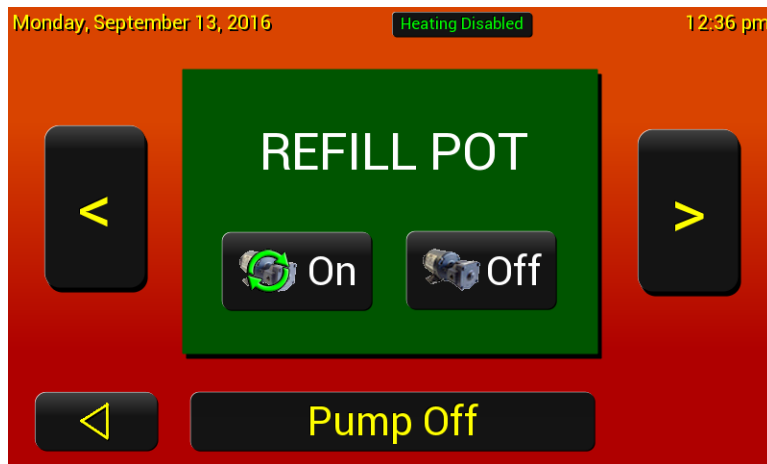 Monday, September 13, 2016 Heating Disabled 12:36 pm
REFILL POT
< >
On Off
Pump Off